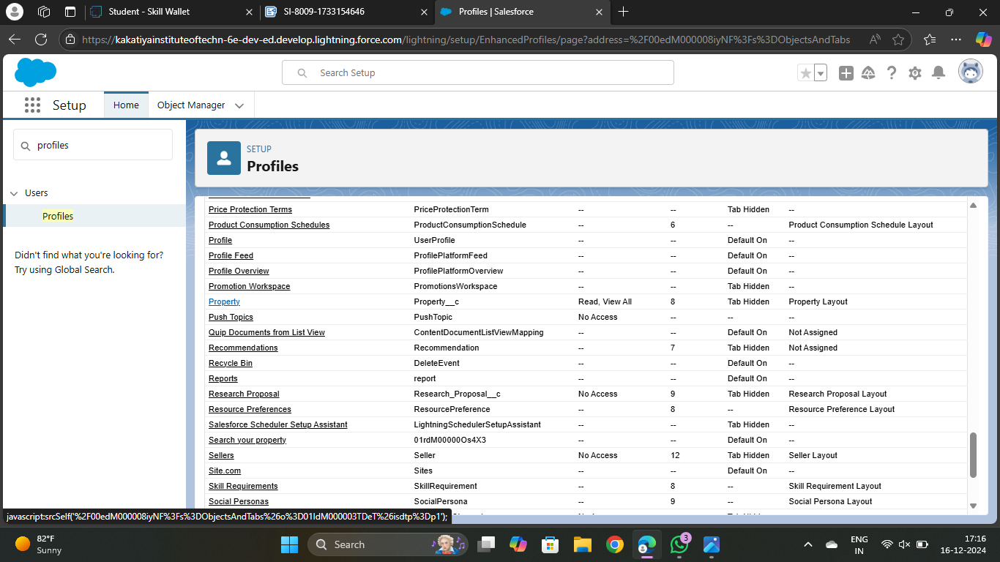 Student - Skill Wallet
SI-8009-1733154646
Profiles | Salesforce
https://kakatiyainstituteoftechn-6e-dev-ed.develop.lightning.force.com/lightning/setup/EnhancedProfiles/page?address=%2F00edM000008iyNF%3Fs%3DObjectsAndTabs
Search Setup
Setup
Home
Object Manager
profiles
Users
Profiles
Didn't find what you're looking for?
Try using Global Search.
SETUP
Profiles
Price Protection Terms PriceProtectionTerm -- -- Tab Hidden --
Product Consumption Schedules ProductConsumptionSchedule -- 6 -- Product Consumption Schedule Layout
Profile UserProfile -- -- Default On --
Profile Feed ProfilePlatformFeed -- -- Default On --
Profile Overview ProfilePlatformOverview -- -- Default On --
Promotion Workspace PromotionsWorkspace -- -- Tab Hidden --
Property Property__c Read, View All 8 Tab Hidden Property Layout
Push Topics PushTopic No Access -- -- --
Quip Documents from List View ContentDocumentListViewMapping -- -- Default On Not Assigned
Recommendations Recommendation -- 7 Tab Hidden Not Assigned
Recycle Bin DeleteEvent -- -- Default On --
Reports report -- -- Default On --
Research Proposal Research_Proposal__c No Access 9 Tab Hidden Research Proposal Layout
Resource Preferences ResourcePreference -- 8 -- Resource Preference Layout
Salesforce Scheduler Setup Assistant LightningSchedulerSetupAssistant -- -- Tab Hidden --
Search your property 01rdM00000Os4X3 -- -- Default On --
Sellers Seller No Access 12 Tab Hidden Seller Layout
Site.com Sites -- -- Default On --
Skill Requirements SkillRequirement -- 8 -- Skill Requirement Layout
Social Personas SocialPersona -- 9 -- Social Persona Layout
javascript:srcSelf('%2F00edM000008iyNF%3Fs%3DObjectsAndTabs%26o%3D01IdM000003TDeT%26isdtp%3Dp1');
82°F
Sunny
Search
3
ENG
IN
17:16
16-12-2024